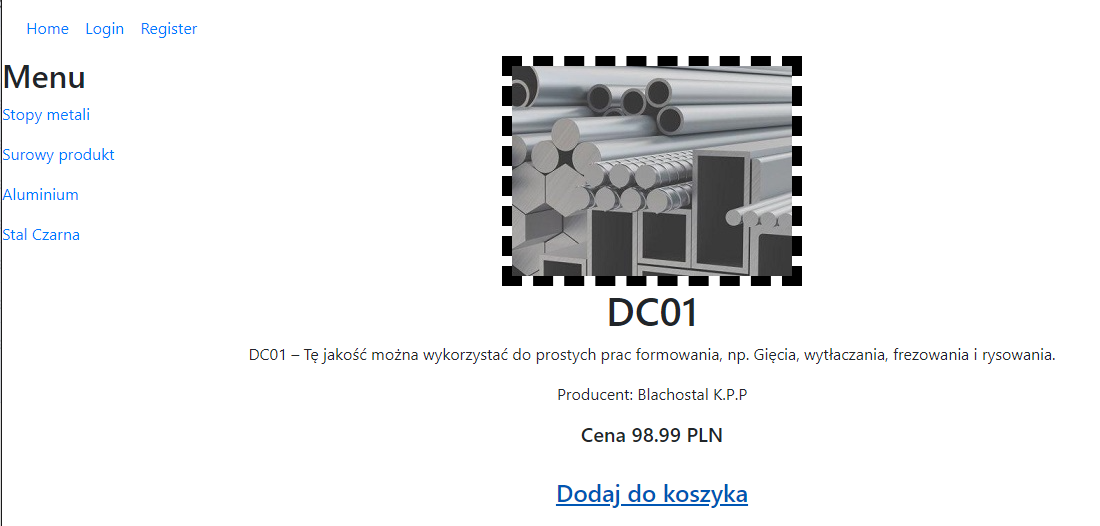 Home Login Register
Menu
Stopy metali
Surowy produkt
Aluminium
Stal Czarna
DC01
DC01 – Tę jakość można wykorzystać do prostych prac formowania, np. Gięcia, wytłaczania, frezowania i rysowania.
Producent: Blachostal K.P.P
Cena 98.99 PLN
Dodaj do koszyka